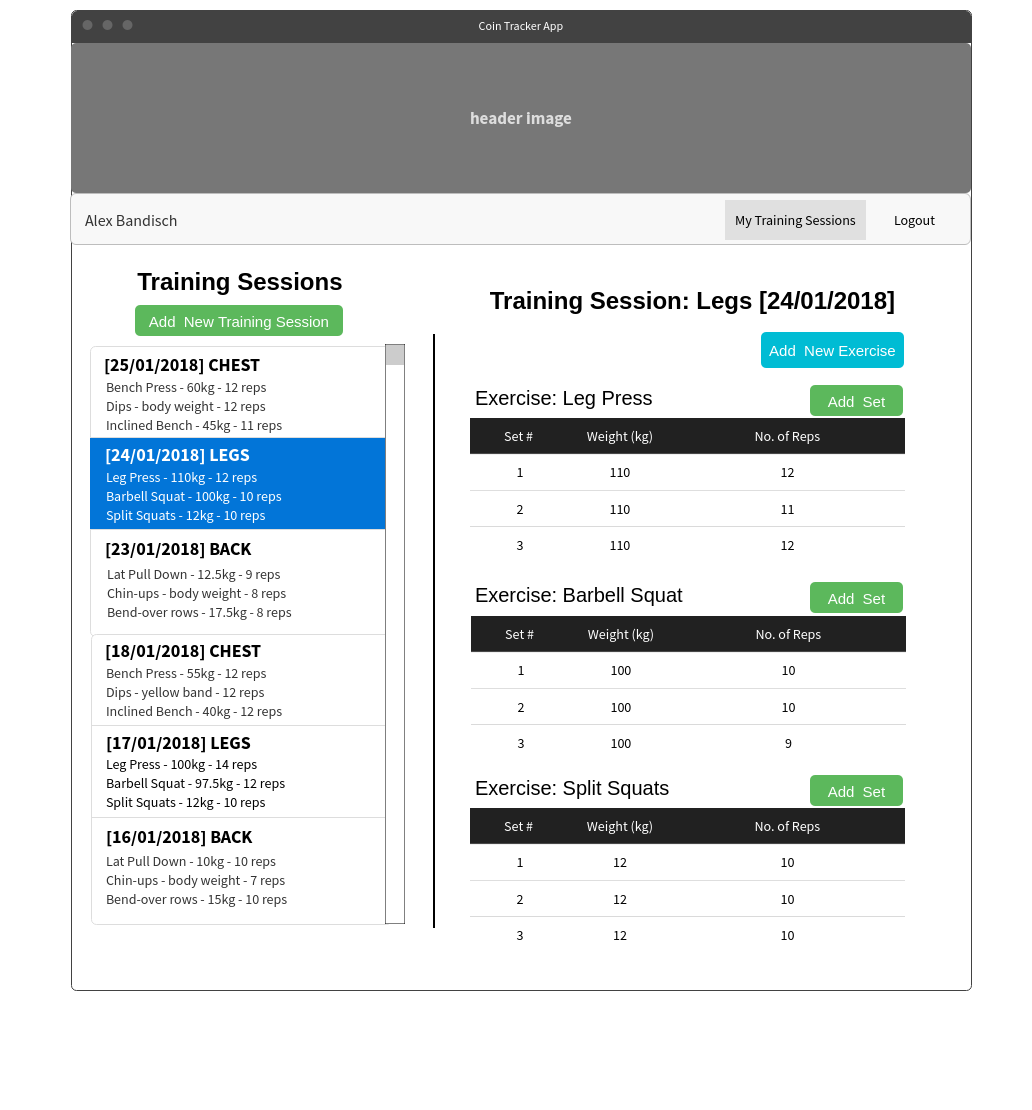 Coin Tracker App
header image
Alex Bandisch
My Training Sessions
Logout
Training Sessions
Add New Training Session
[25/01/2018] CHEST
Bench Press - 60kg - 12 reps
Dips - body weight - 12 reps
Inclined Bench - 45kg - 11 reps
[24/01/2018] LEGS
Leg Press - 110kg - 12 reps
Barbell Squat - 100kg - 10 reps
Split Squats - 12kg - 10 reps
[23/01/2018] BACK
Lat Pull Down - 12.5kg - 9 reps
Chin-ups - body weight - 8 reps
Bend-over rows - 17.5kg - 8 reps
[18/01/2018] CHEST
Bench Press - 55kg - 12 reps
Dips - yellow band - 12 reps
Inclined Bench - 40kg - 12 reps
[17/01/2018] LEGS
Leg Press - 100kg - 14 reps
Barbell Squat - 97.5kg - 12 reps
Split Squats - 12kg - 10 reps
[16/01/2018] BACK
Lat Pull Down - 10kg - 10 reps
Chin-ups - body weight - 7 reps
Bend-over rows - 15kg - 10 reps
Training Session: Legs [24/01/2018]
Add New Exercise
Exercise: Leg Press
Add Set
Set # Weight (kg) No. of Reps
1 110 12
2 110 11
3 110 12
Exercise: Barbell Squat
Add Set
Set # Weight (kg) No. of Reps
1 100 10
2 100 10
3 100 9
Exercise: Split Squats
Add Set
Set # Weight (kg) No. of Reps
1 12 10
2 12 10
3 12 10